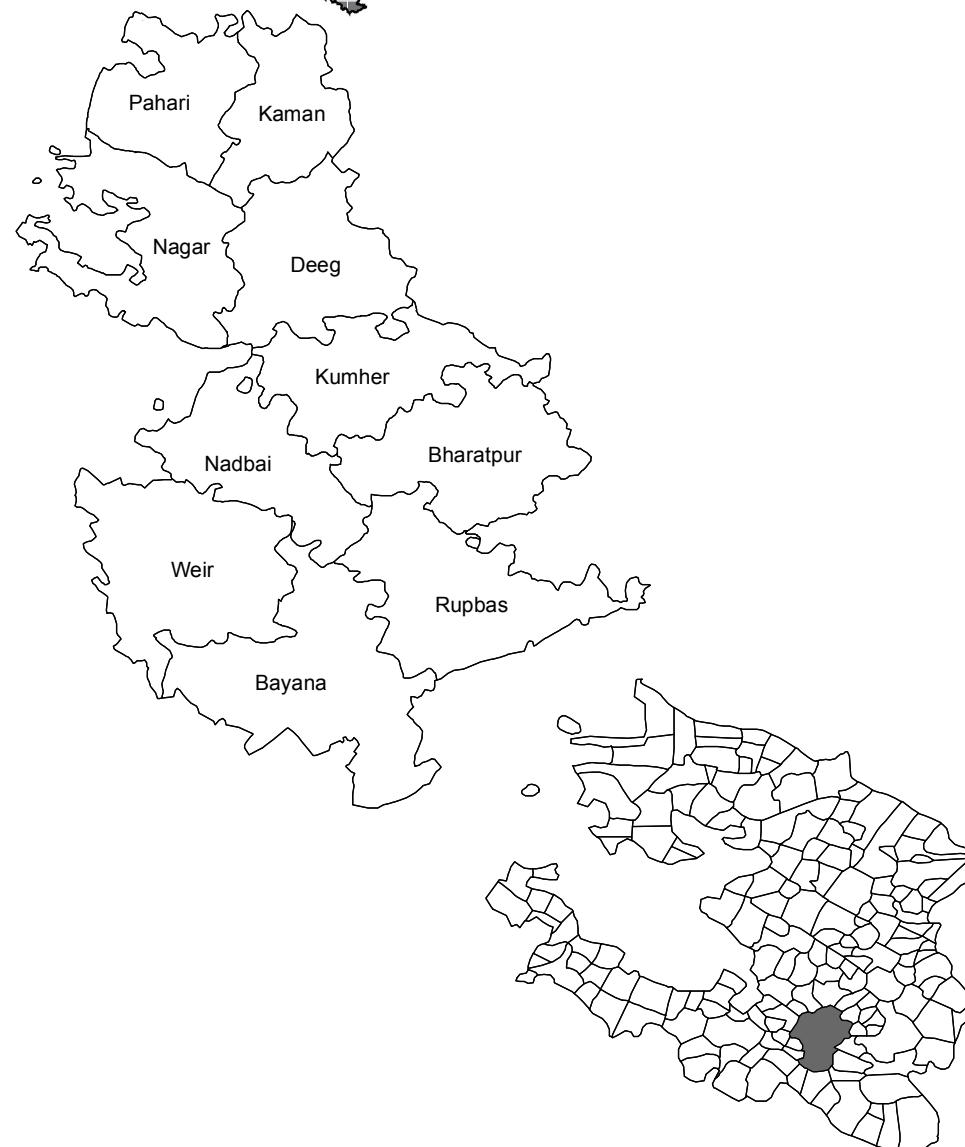 Pahari
Kaman
Nagar
Deeg
Kumher
Bharatpur
Nadbai
Weir
Rupbas
Bayana